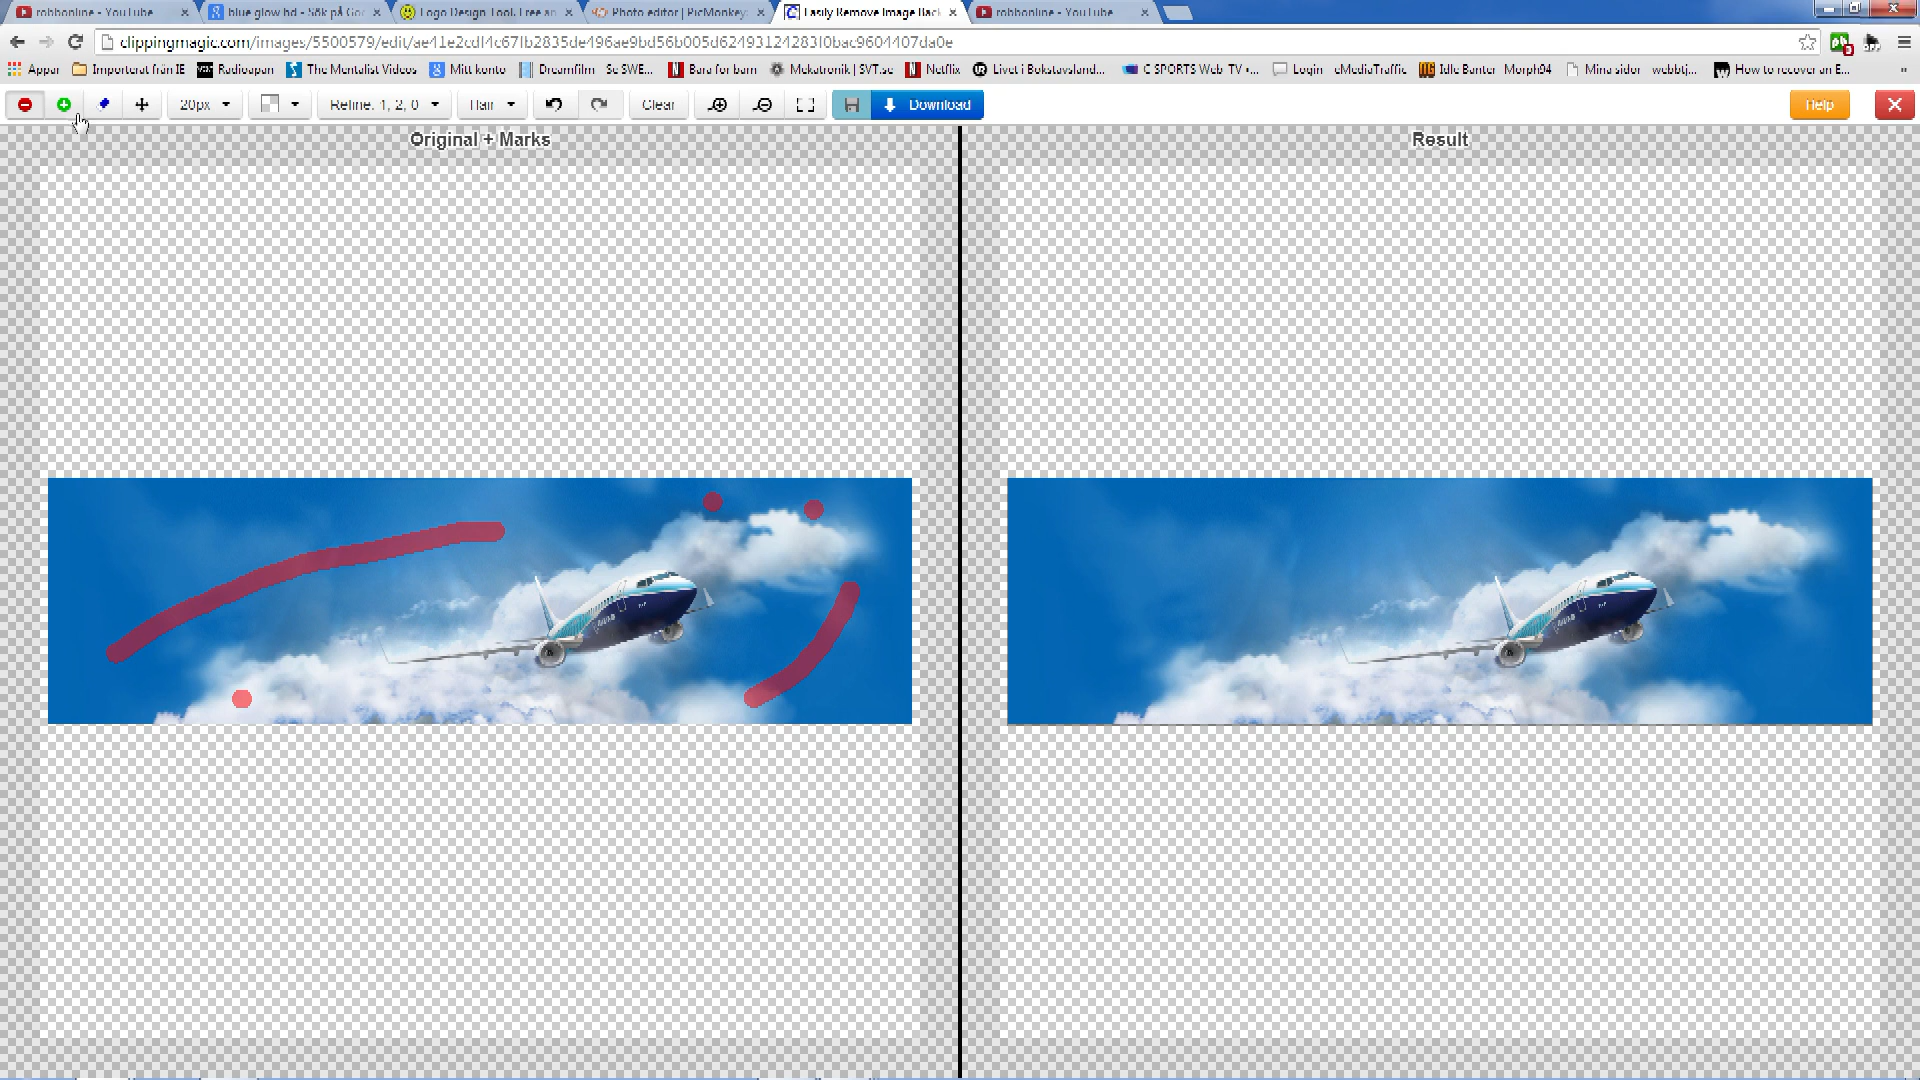 robbonline - YouTube
blue glow hd - Sök på Go
Logo Design Tool. Free an
Photo editor | PicMonkey:
Easily Remove Image Back
robbonline - YouTube
clippingmagic.com/images/5500579/edit/
Appar Importerat från IE Radioapan The Mentalist Videos Mitt konto Dreamfilm - Se SWE... Bara för barn Mekatronik | SVT.se Netflix Livet i Bokstavsland... C SPORTS Web-TV •... Login - eMediaTraffic Idle Banter - Morph94 Mina sidor - webbtj... How to recover an E... »
20px Refine: 1, 2, 0 Hair Clear Download Help
Original + Marks
Result